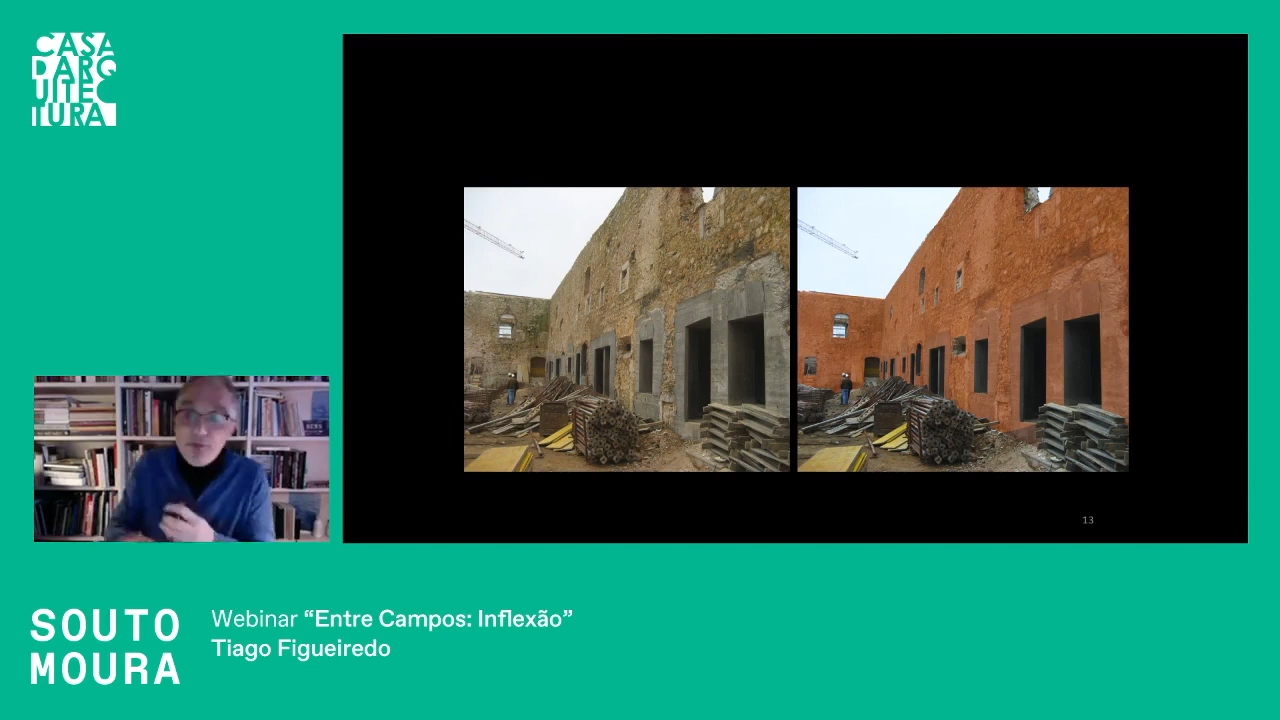 CASA
DARQ
UITEC
TURA
13
SOUTO
MOURA
Webinar “Entre Campos: Inflexão”
Tiago Figueiredo